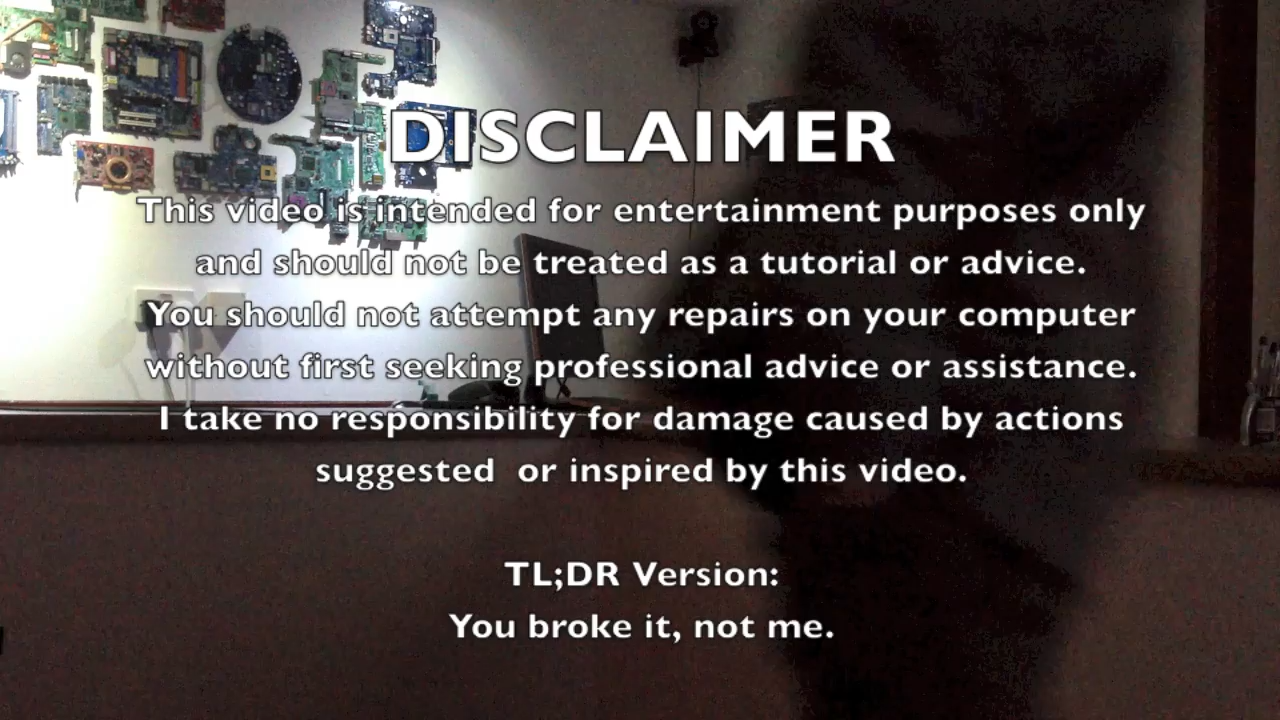 DISCLAIMER
This video is intended for entertainment purposes only
and should not be treated as a tutorial or advice.
You should not attempt any repairs on your computer
without first seeking professional advice or assistance.
I take no responsibility for damage caused by actions
suggested  or inspired by this video.
TL;DR Version:
You broke it, not me.